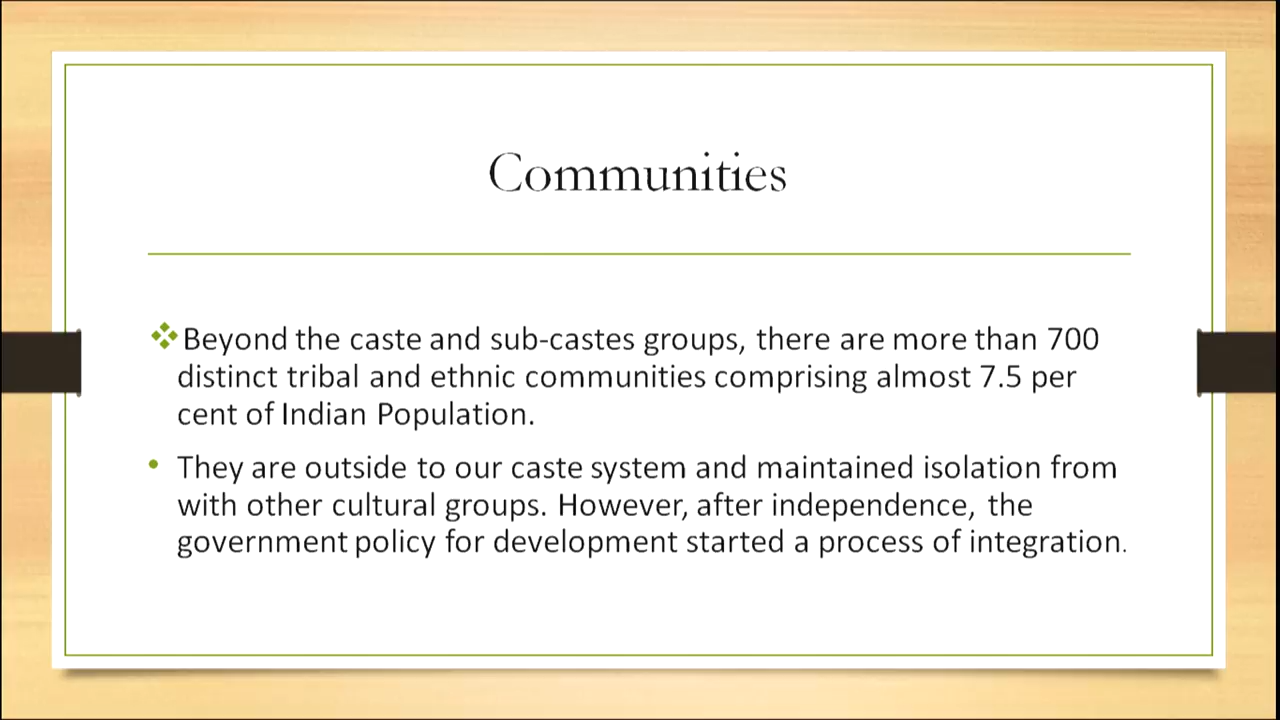 Communities
❖Beyond the caste and sub-castes groups, there are more than 700
distinct tribal and ethnic communities comprising almost 7.5 per
cent of Indian Population.
• They are outside to our caste system and maintained isolation from
with other cultural groups. However, after independence, the
government policy for development started a process of integration.